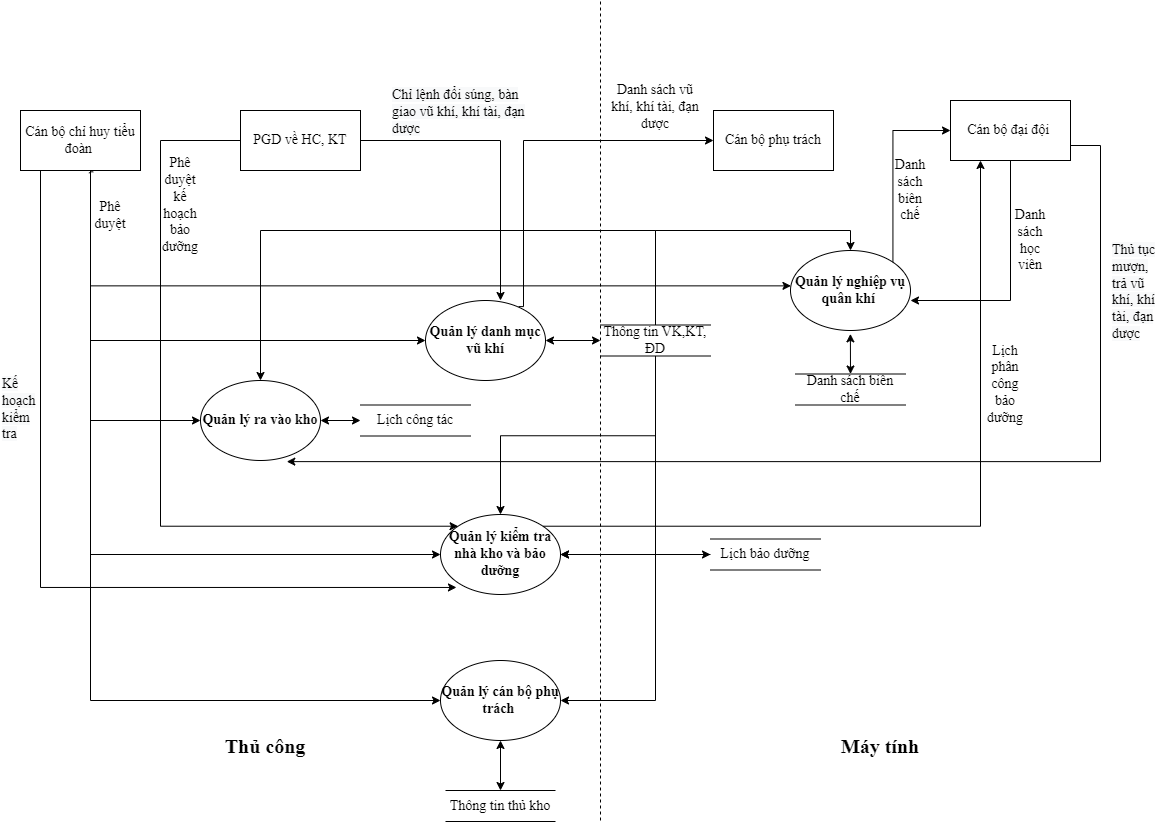 Chỉ lệnh đổi súng, bàn
giao vũ khí, khí tài, đạn
dược
Danh sách vũ
khí, khí tài, đạn
dược
Cán bộ chỉ huy tiểu
đoàn
PGD về HC, KT
Cán bộ phụ trách
Cán bộ đại đội
Phê
duyệt
Phê
duyệt
kế
hoạch
bảo
dưỡng
Danh
sách
biên
chế
Danh
sách
học
viên
Thủ tục
mượn,
trả vũ
khí, khí
tài, đạn
dược
Quản lý nghiệp vụ
quân khí
Quản lý danh mục
vũ khí
Thông tin VK,KT,
ĐD
Danh sách biên
chế
Lịch
phân
công
bảo
dưỡng
Kế
hoạch
kiểm
tra
Quản lý ra vào kho
Lịch công tác
Quản lý kiểm tra
nhà kho và bảo
dưỡng
Lịch bảo dưỡng
Quản lý cán bộ phụ
trách
Thủ công
Máy tính
Thông tin thủ kho